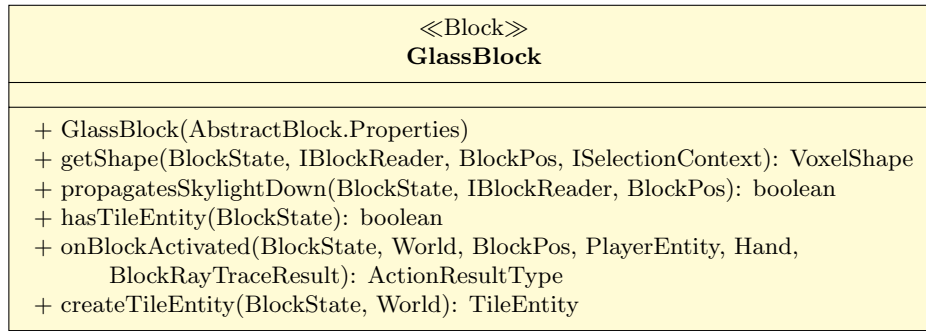 ≪Block≫
GlassBlock
+ GlassBlock(AbstractBlock.Properties)
+ getShape(BlockState, IBlockReader, BlockPos, ISelectionContext): VoxelShape
+ propagatesSkylightDown(BlockState, IBlockReader, BlockPos): boolean
+ hasTileEntity(BlockState): boolean
+ onBlockActivated(BlockState, World, BlockPos, PlayerEntity, Hand,
BlockRayTraceResult): ActionResultType
+ createTileEntity(BlockState, World): TileEntity